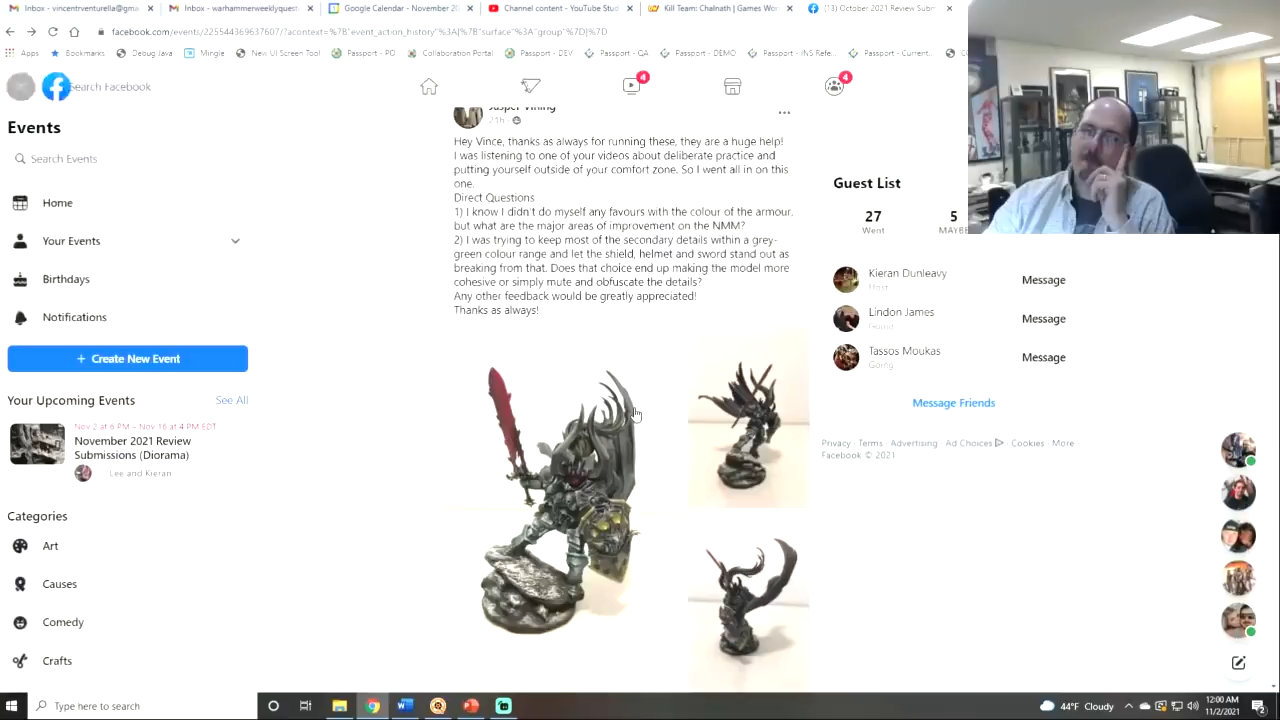 Inbox - vincentrventurella@gma
Inbox - warhammerweeklyquest
Google Calendar - November 20
Channel content - YouTube Stu
Kill Team: Chalnath | Games Wor
(13) October 2021 Review Subm
facebook.com/events/225544369637607/?acontext=%7B"event_action_history"%3A[%7B"surface"%3A"group"%7D]%7D
Apps
Bookmarks
Debug Java
Mingle
New UI Screen Tool
Passport - PO
Collaboration Portal
Passport - DEV
Passport - QA
Passport - DEMO
Passport - INS Refe...
Passport - Current...
Search Facebook
4
4
Events
Search Events
Home
Your Events
Birthdays
Notifications
+ Create New Event
Your Upcoming Events
See All
Nov 2 at 6 PM – Nov 16 at 4 PM EDT
November 2021 Review
Submissions (Diorama)
Lee and Kieran
Categories
Art
Causes
Comedy
Crafts
Jasper Vining
21h
Hey Vince, thanks as always for running these, they are a huge help!
I was listening to one of your videos about deliberate practice and
putting yourself outside of your comfort zone. So I went all in on this
one.
Direct Questions
1) I know I didn't do myself any favours with the colour of the armour.
but what are the major areas of improvement on the NMM?
2) I was trying to keep most of the secondary details within a grey-
green colour range and let the shield, helmet and sword stand out as
breaking from that. Does that choice end up making the model more
cohesive or simply mute and obfuscate the details?
Any other feedback would be greatly appreciated!
Thanks as always!
Guest List
27
Went
5
MAYBE
Kieran Dunleavy
Host
Message
Lindon James
Going
Message
Tassos Moukas
Going
Message
Message Friends
Privacy · Terms · Advertising · Ad Choices · Cookies · More
Facebook © 2021
Type here to search
44°F Cloudy
12:00 AM
11/2/2021
2